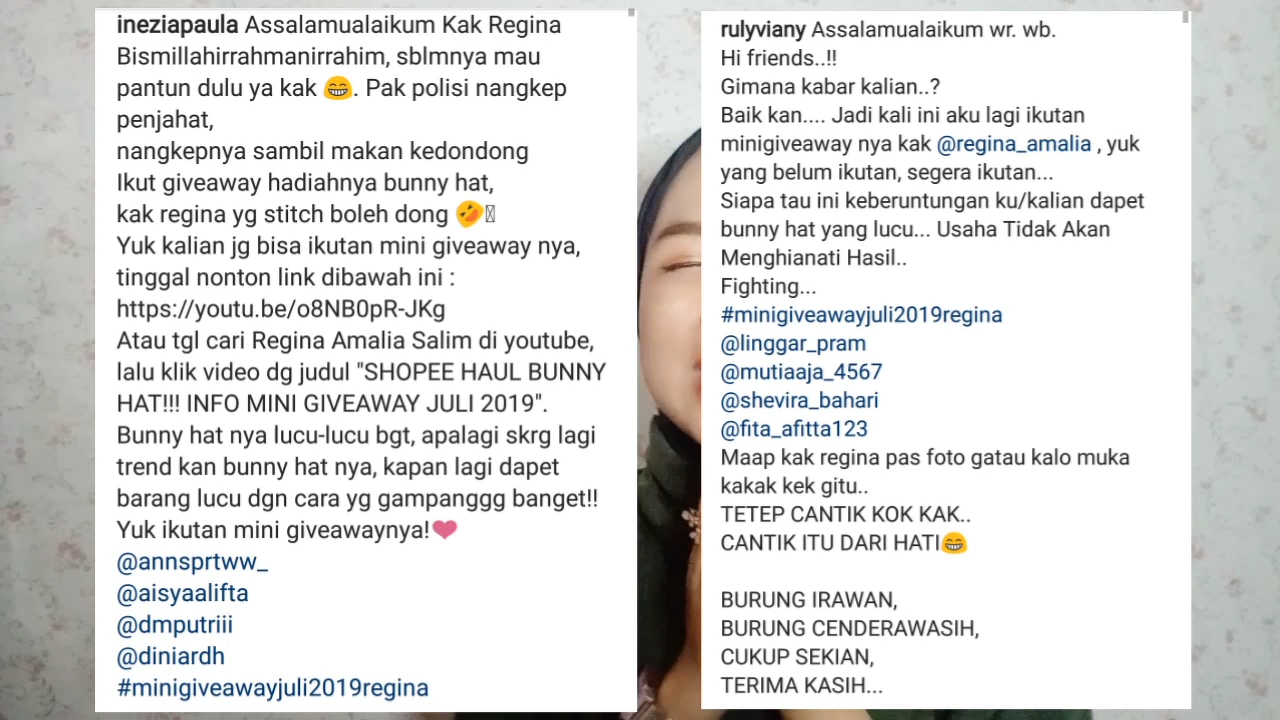 ineziapaula Assalamualaikum Kak Regina
Bismillahirrahmanirrahim, sblmnya mau
pantun dulu ya kak 😁. Pak polisi nangkep
penjahat,
nangkepnya sambil makan kedondong
Ikut giveaway hadiahnya bunny hat,
kak regina yg stitch boleh dong 🤣
Yuk kalian jg bisa ikutan mini giveaway nya,
tinggal nonton link dibawah ini :
https://youtu.be/o8NB0pR-JKg
Atau tgl cari Regina Amalia Salim di youtube,
lalu klik video dg judul "SHOPEE HAUL BUNNY
HAT!!! INFO MINI GIVEAWAY JULI 2019".
Bunny hat nya lucu-lucu bgt, apalagi skrg lagi
trend kan bunny hat nya, kapan lagi dapet
barang lucu dgn cara yg gampanggg banget!!
Yuk ikutan mini giveawaynya!❤
@annsprtww_
@aisyaalifta
@dmputriii
@diniardh
#minigiveawayjuli2019regina
rulyviany Assalamualaikum wr. wb.
Hi friends..!!
Gimana kabar kalian..?
Baik kan.... Jadi kali ini aku lagi ikutan
minigiveaway nya kak @regina_amalia , yuk
yang belum ikutan, segera ikutan...
Siapa tau ini keberuntungan ku/kalian dapet
bunny hat yang lucu... Usaha Tidak Akan
Menghianati Hasil..
Fighting...
#minigiveawayjuli2019regina
@linggar_pram
@mutiaaja_4567
@shevira_bahari
@fita_afitta123
Maap kak regina pas foto gatau kalo muka
kakak kek gitu..
TETEP CANTIK KOK KAK..
CANTIK ITU DARI HATI😁
BURUNG IRAWAN,
BURUNG CENDERAWASIH,
CUKUP SEKIAN,
TERIMA KASIH...